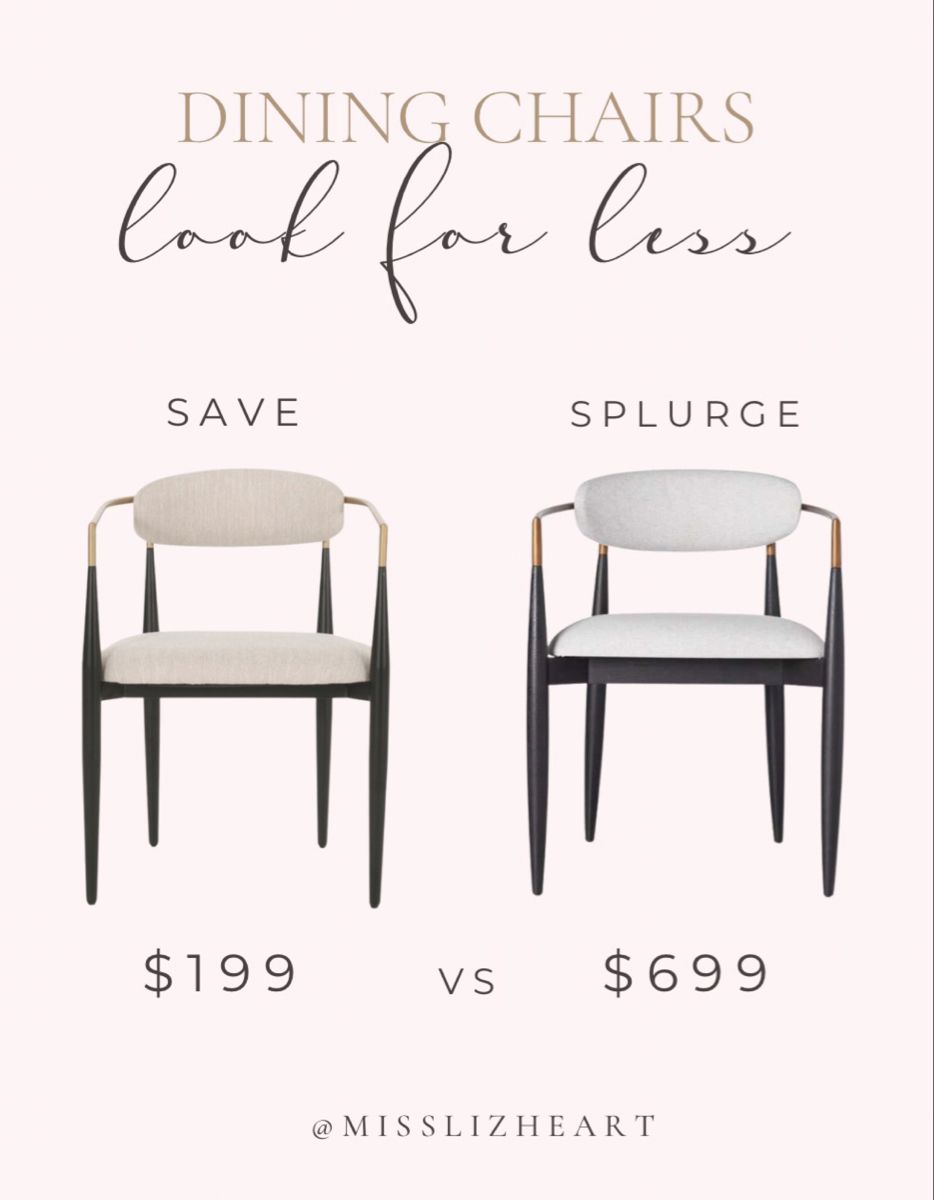 DINING CHAIRS
look for less
SAVE
SPLURGE
$199
VS
$699
@MISSLIZHEART